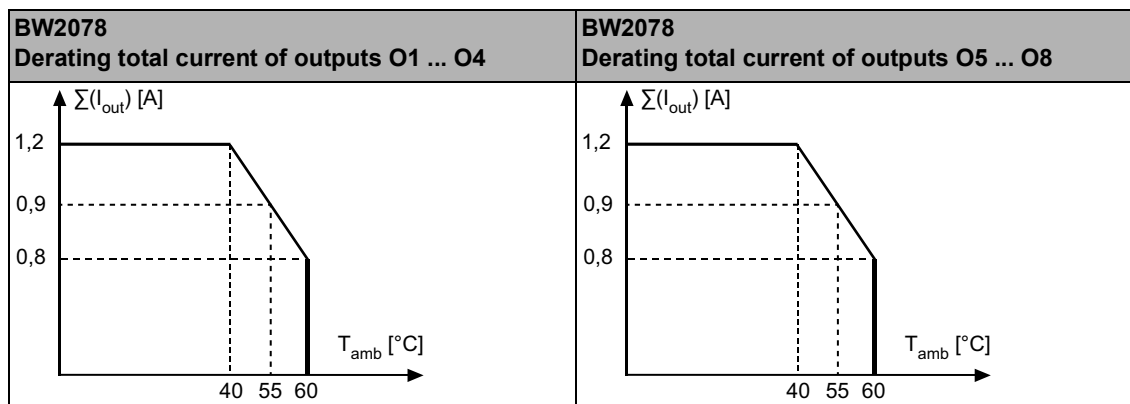 BW2078
Derating total current of outputs O1 ... O4
∑(Iout) [A]
1,2
0,9
0,8
Tamb [°C]
40 55 60
BW2078
Derating total current of outputs O5 ... O8
∑(Iout) [A]
1,2
0,9
0,8
Tamb [°C]
40 55 60